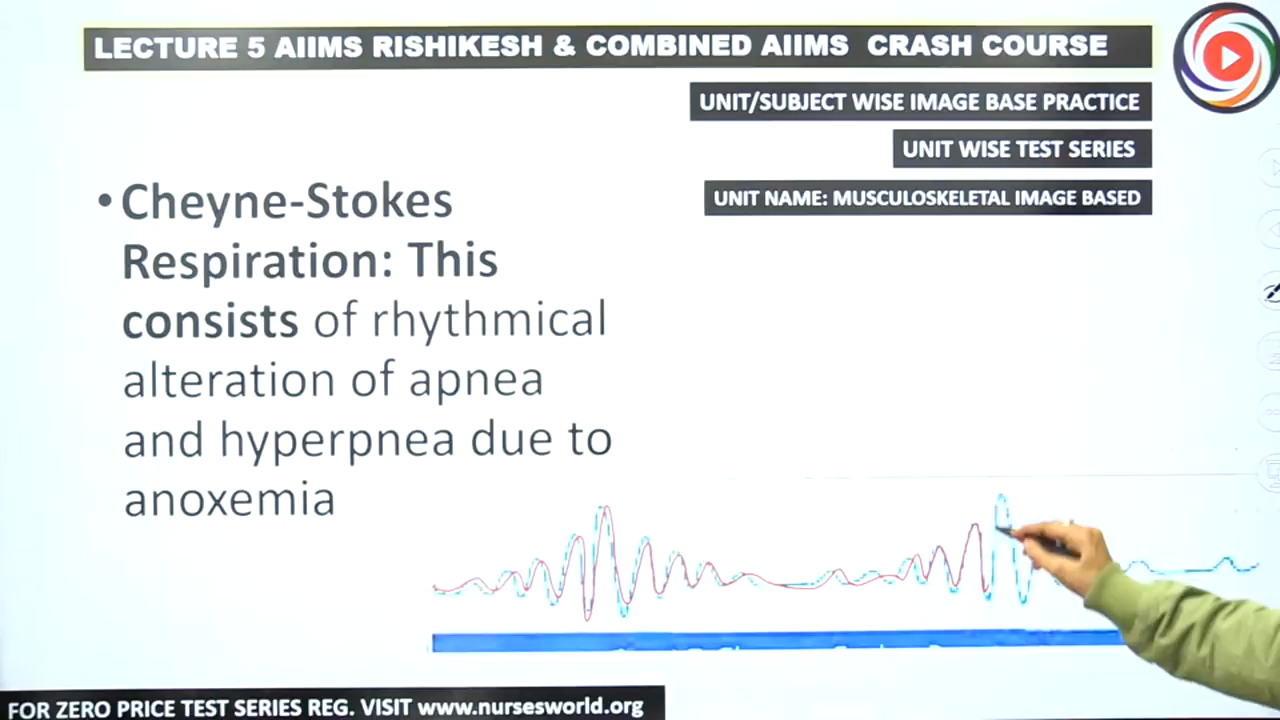 LECTURE 5 AIIMS RISHIKESH & COMBINED AIIMS CRASH COURSE
UNIT/SUBJECT WISE IMAGE BASE PRACTICE
UNIT WISE TEST SERIES
UNIT NAME: MUSCULOSKELETAL IMAGE BASED
• Cheyne-Stokes
Respiration: This
consists of rhythmical
alteration of apnea
and hyperpnea due to
anoxemia
FOR ZERO PRICE TEST SERIES REG. VISIT www.nursesworld.org